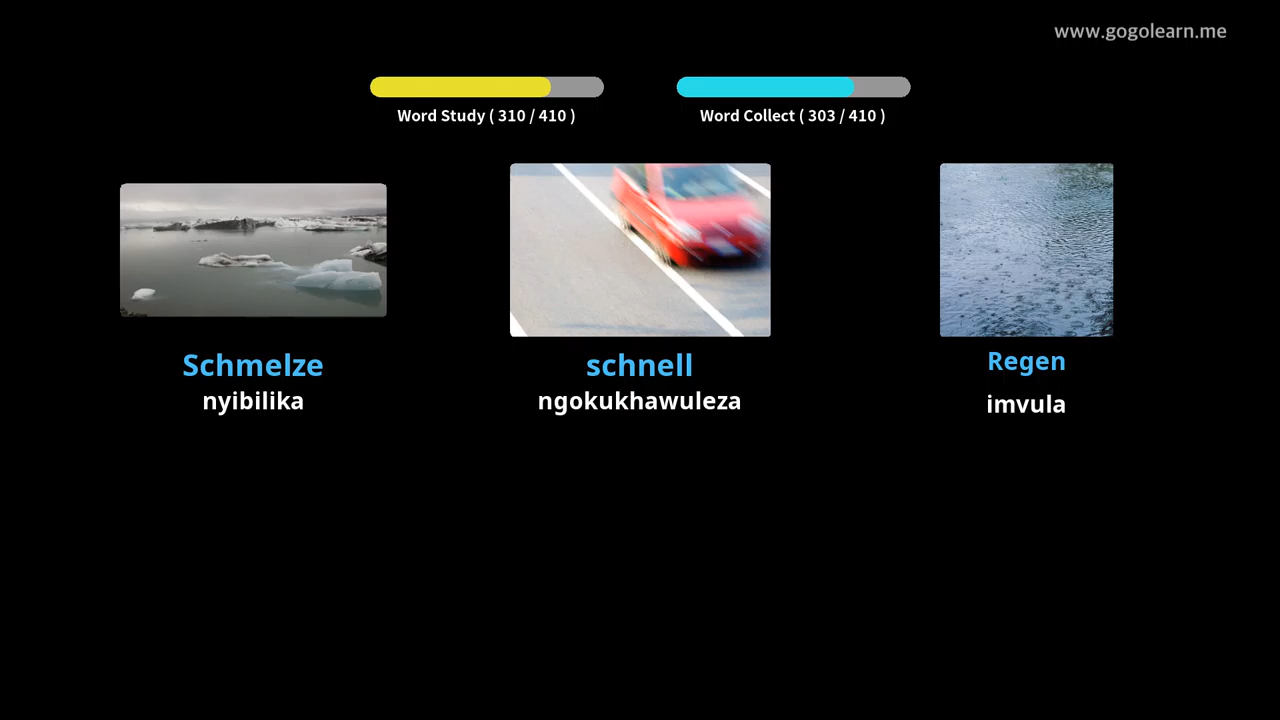 www.gogolearn.me
Word Study ( 310 / 410 )
Word Collect ( 303 / 410 )
Schmelze
nyibilika
schnell
ngokukhawuleza
Regen
imvula